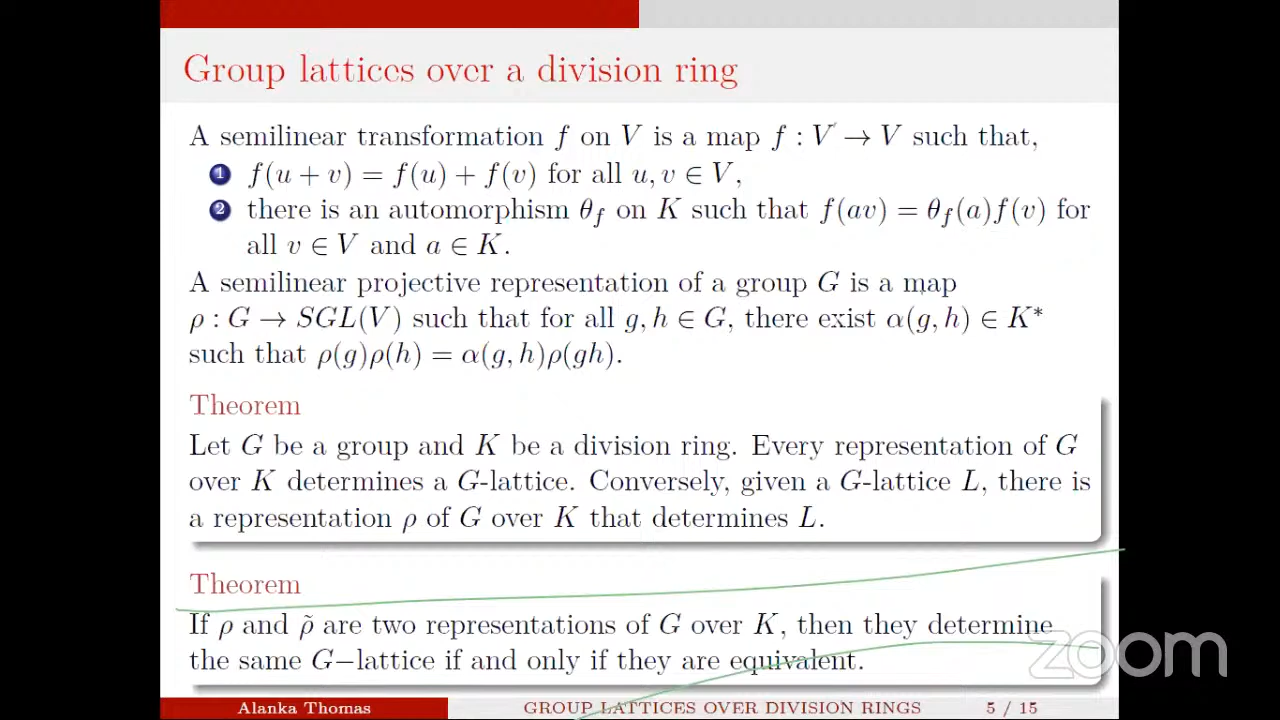 Group lattices over a division ring
A semilinear transformation f on V is a map f : V → V such that,
1 f(u + v) = f(u) + f(v) for all u, v ∈ V,
2 there is an automorphism θ_f on K such that f(av) = θ_f(a)f(v) for
all v ∈ V and a ∈ K.
A semilinear projective representation of a group G is a map
ρ : G → SGL(V) such that for all g, h ∈ G, there exist α(g, h) ∈ K*
such that ρ(g)ρ(h) = α(g, h)ρ(gh).
Theorem
Let G be a group and K be a division ring. Every representation of G
over K determines a G-lattice. Conversely, given a G-lattice L, there is
a representation ρ of G over K that determines L.
Theorem
If ρ and ρ̃ are two representations of G over K, then they determine
the same G−lattice if and only if they are equivalent.
zoom
Alanka Thomas GROUP LATTICES OVER DIVISION RINGS 5 / 15